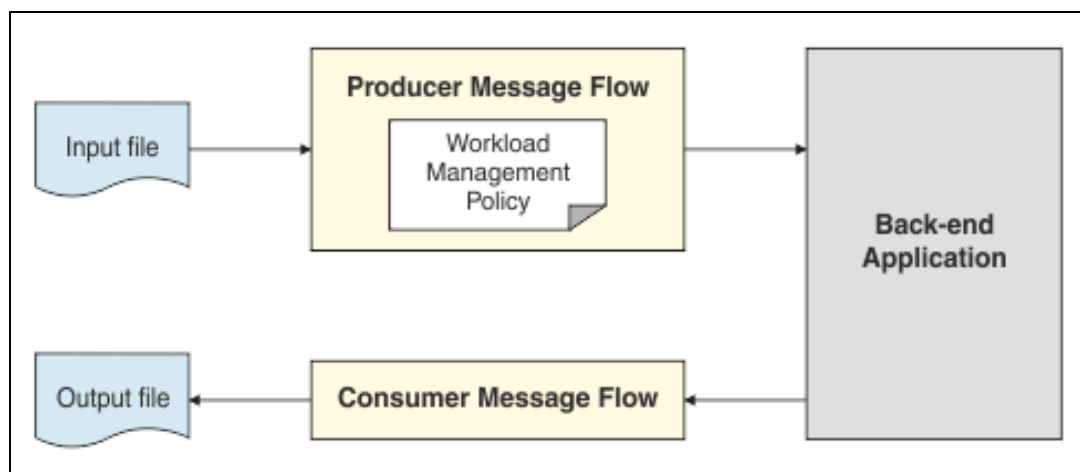 Producer Message Flow
Input file
Workload
Management
Policy
Back-end
Application
Output file
Consumer Message Flow